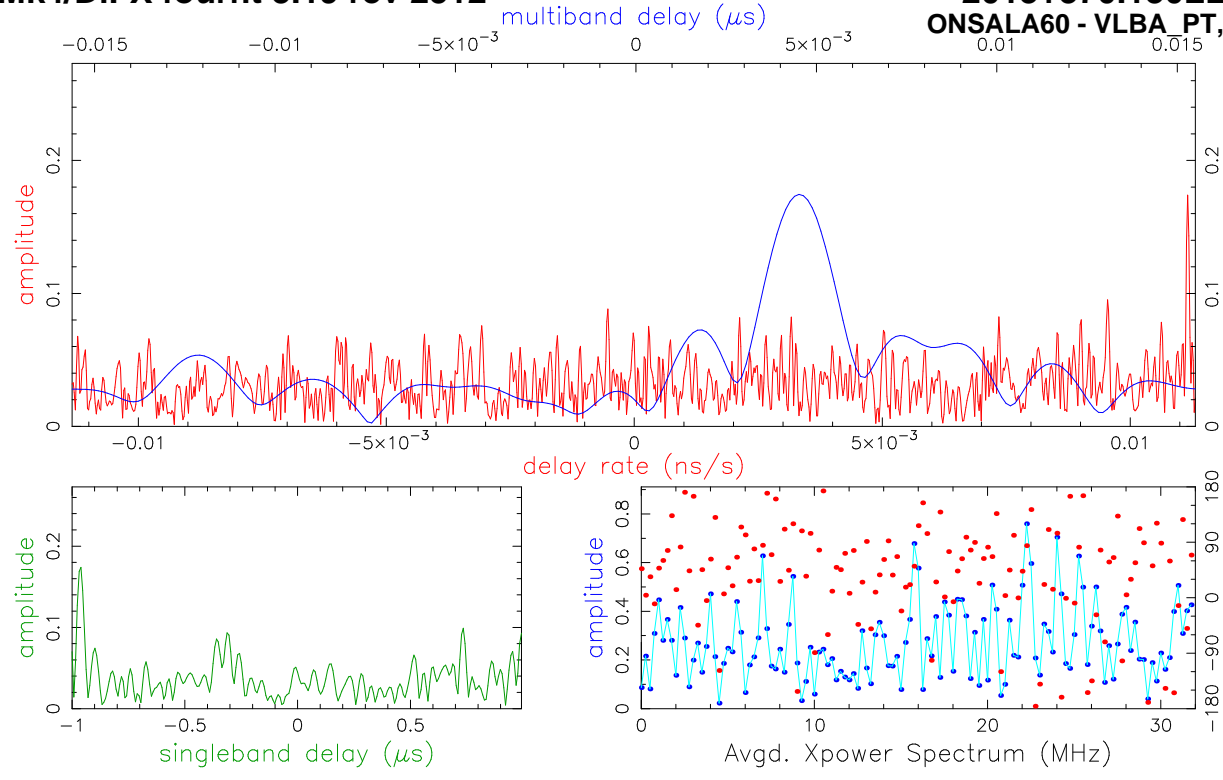 multiband delay (μs)
ONSALA60 - VLBA_PT,
−0.015 −0.01 −5×10⁻³ 0 5×10⁻³ 0.01 0.015
amplitude
0 0.1 0.2
0 0.1 0.2
−0.01 −5×10⁻³ 0 5×10⁻³ 0.01
delay rate (ns/s)
amplitude
0 0.1 0.2
−1 −0.5 0 0.5
singleband delay (μs)
amplitude
0 0.2 0.4 0.6 0.8
−180 −90 0 90 180
0 10 20 30
Avgd. Xpower Spectrum (MHz)